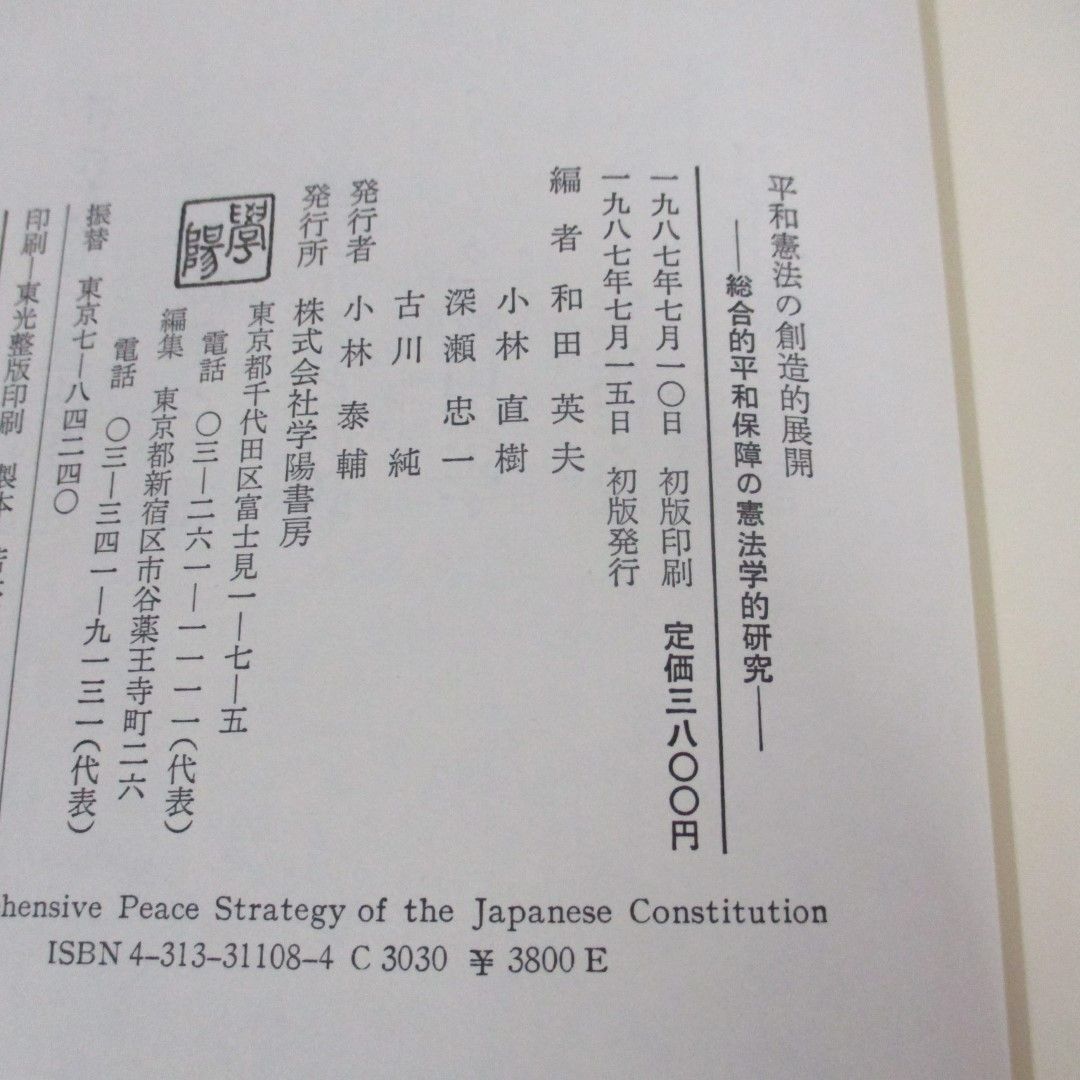 平和憲法の創造的展開
――総合的平和保障の憲法学的研究――
一九八七年七月一〇日 初版印刷 定価三八〇〇円
一九八七年七月一五日 初版発行
編者 和田英夫
小林直樹
深瀬忠一
古川純
発行者 小林泰輔
発行所 株式会社学陽書房
學陽
東京都千代田区富士見一―七―五
電話 〇三―二六一―一一一一(代表)
編集 東京都新宿区市谷薬王寺町二六
電話 〇三―三四一―九一三一(代表)
振替 東京七―八四二四〇
印刷―東光整版印刷 製本
hensive Peace Strategy of the Japanese Constitution
ISBN 4-313-31108-4 C 3030 ¥ 3800 E